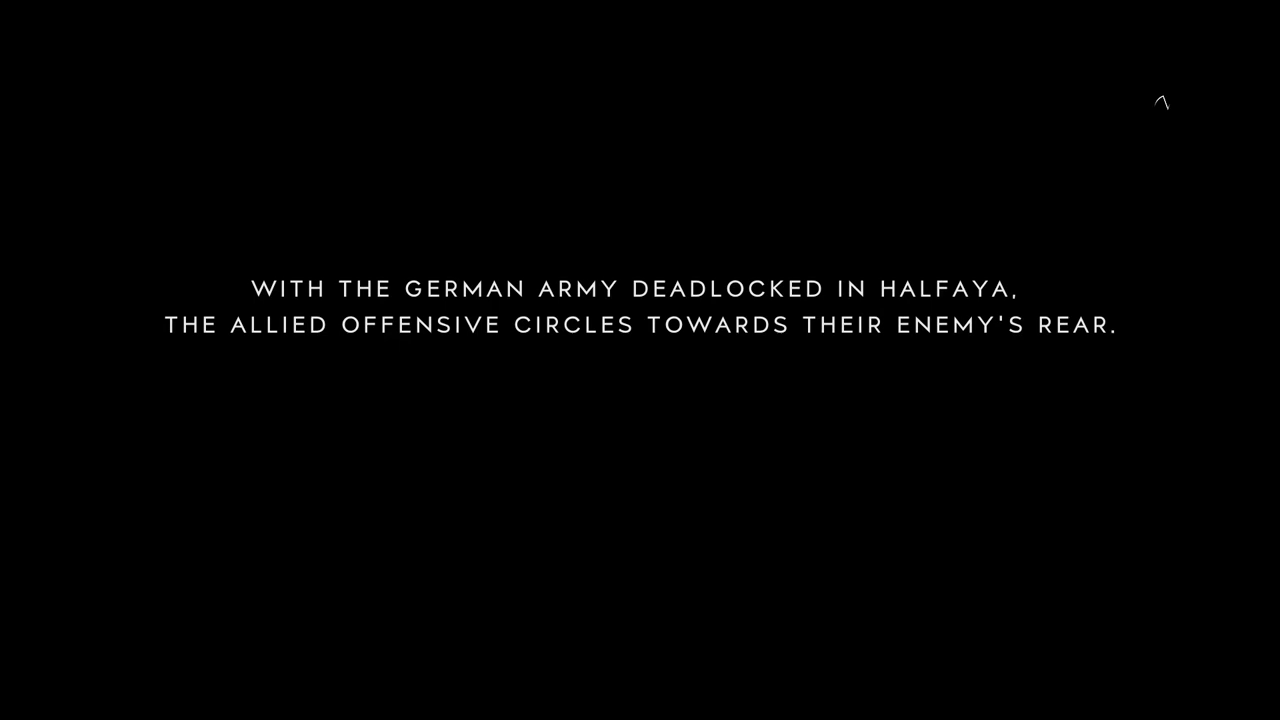 WITH THE GERMAN ARMY DEADLOCKED IN HALFAYA,
THE ALLIED OFFENSIVE CIRCLES TOWARDS THEIR ENEMY'S REAR.